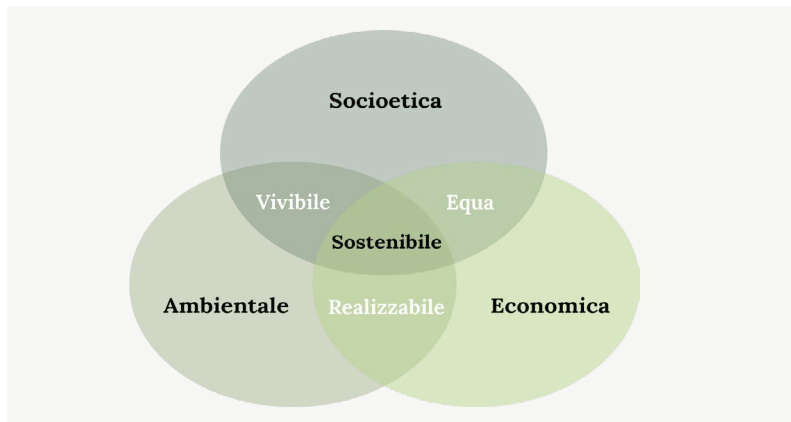 Socioetica
Vivibile
Equa
Sostenibile
Ambientale
Realizzabile
Economica